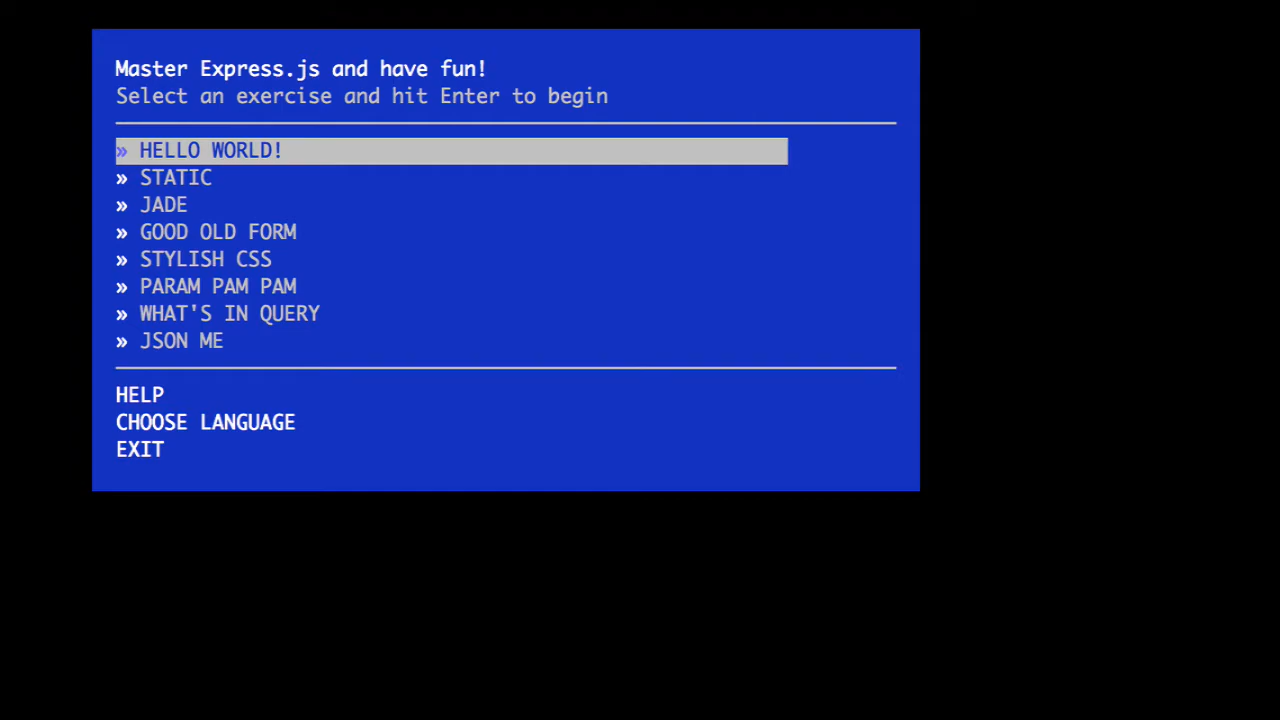 Master Express.js and have fun!
Select an exercise and hit Enter to begin
» HELLO WORLD!
» STATIC
» JADE
» GOOD OLD FORM
» STYLISH CSS
» PARAM PAM PAM
» WHAT'S IN QUERY
» JSON ME
HELP
CHOOSE LANGUAGE
EXIT